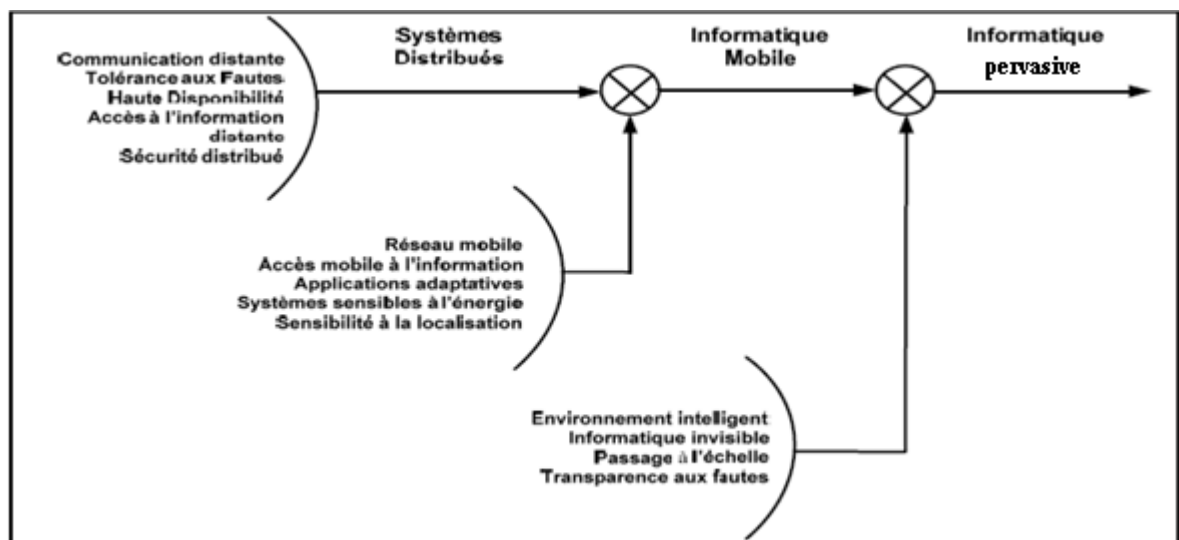 Communication distante
Tolérance aux Fautes
Haute Disponibilité
Accès à l'information
distante
Sécurité distribué
Systèmes
Distribués
Informatique
Mobile
Informatique
pervasive
Réseau mobile
Accès mobile à l'information
Applications adaptatives
Systèmes sensibles à l'énergie
Sensibilité à la localisation
Environnement intelligent
Informatique invisible
Passage à l'échelle
Transparence aux fautes